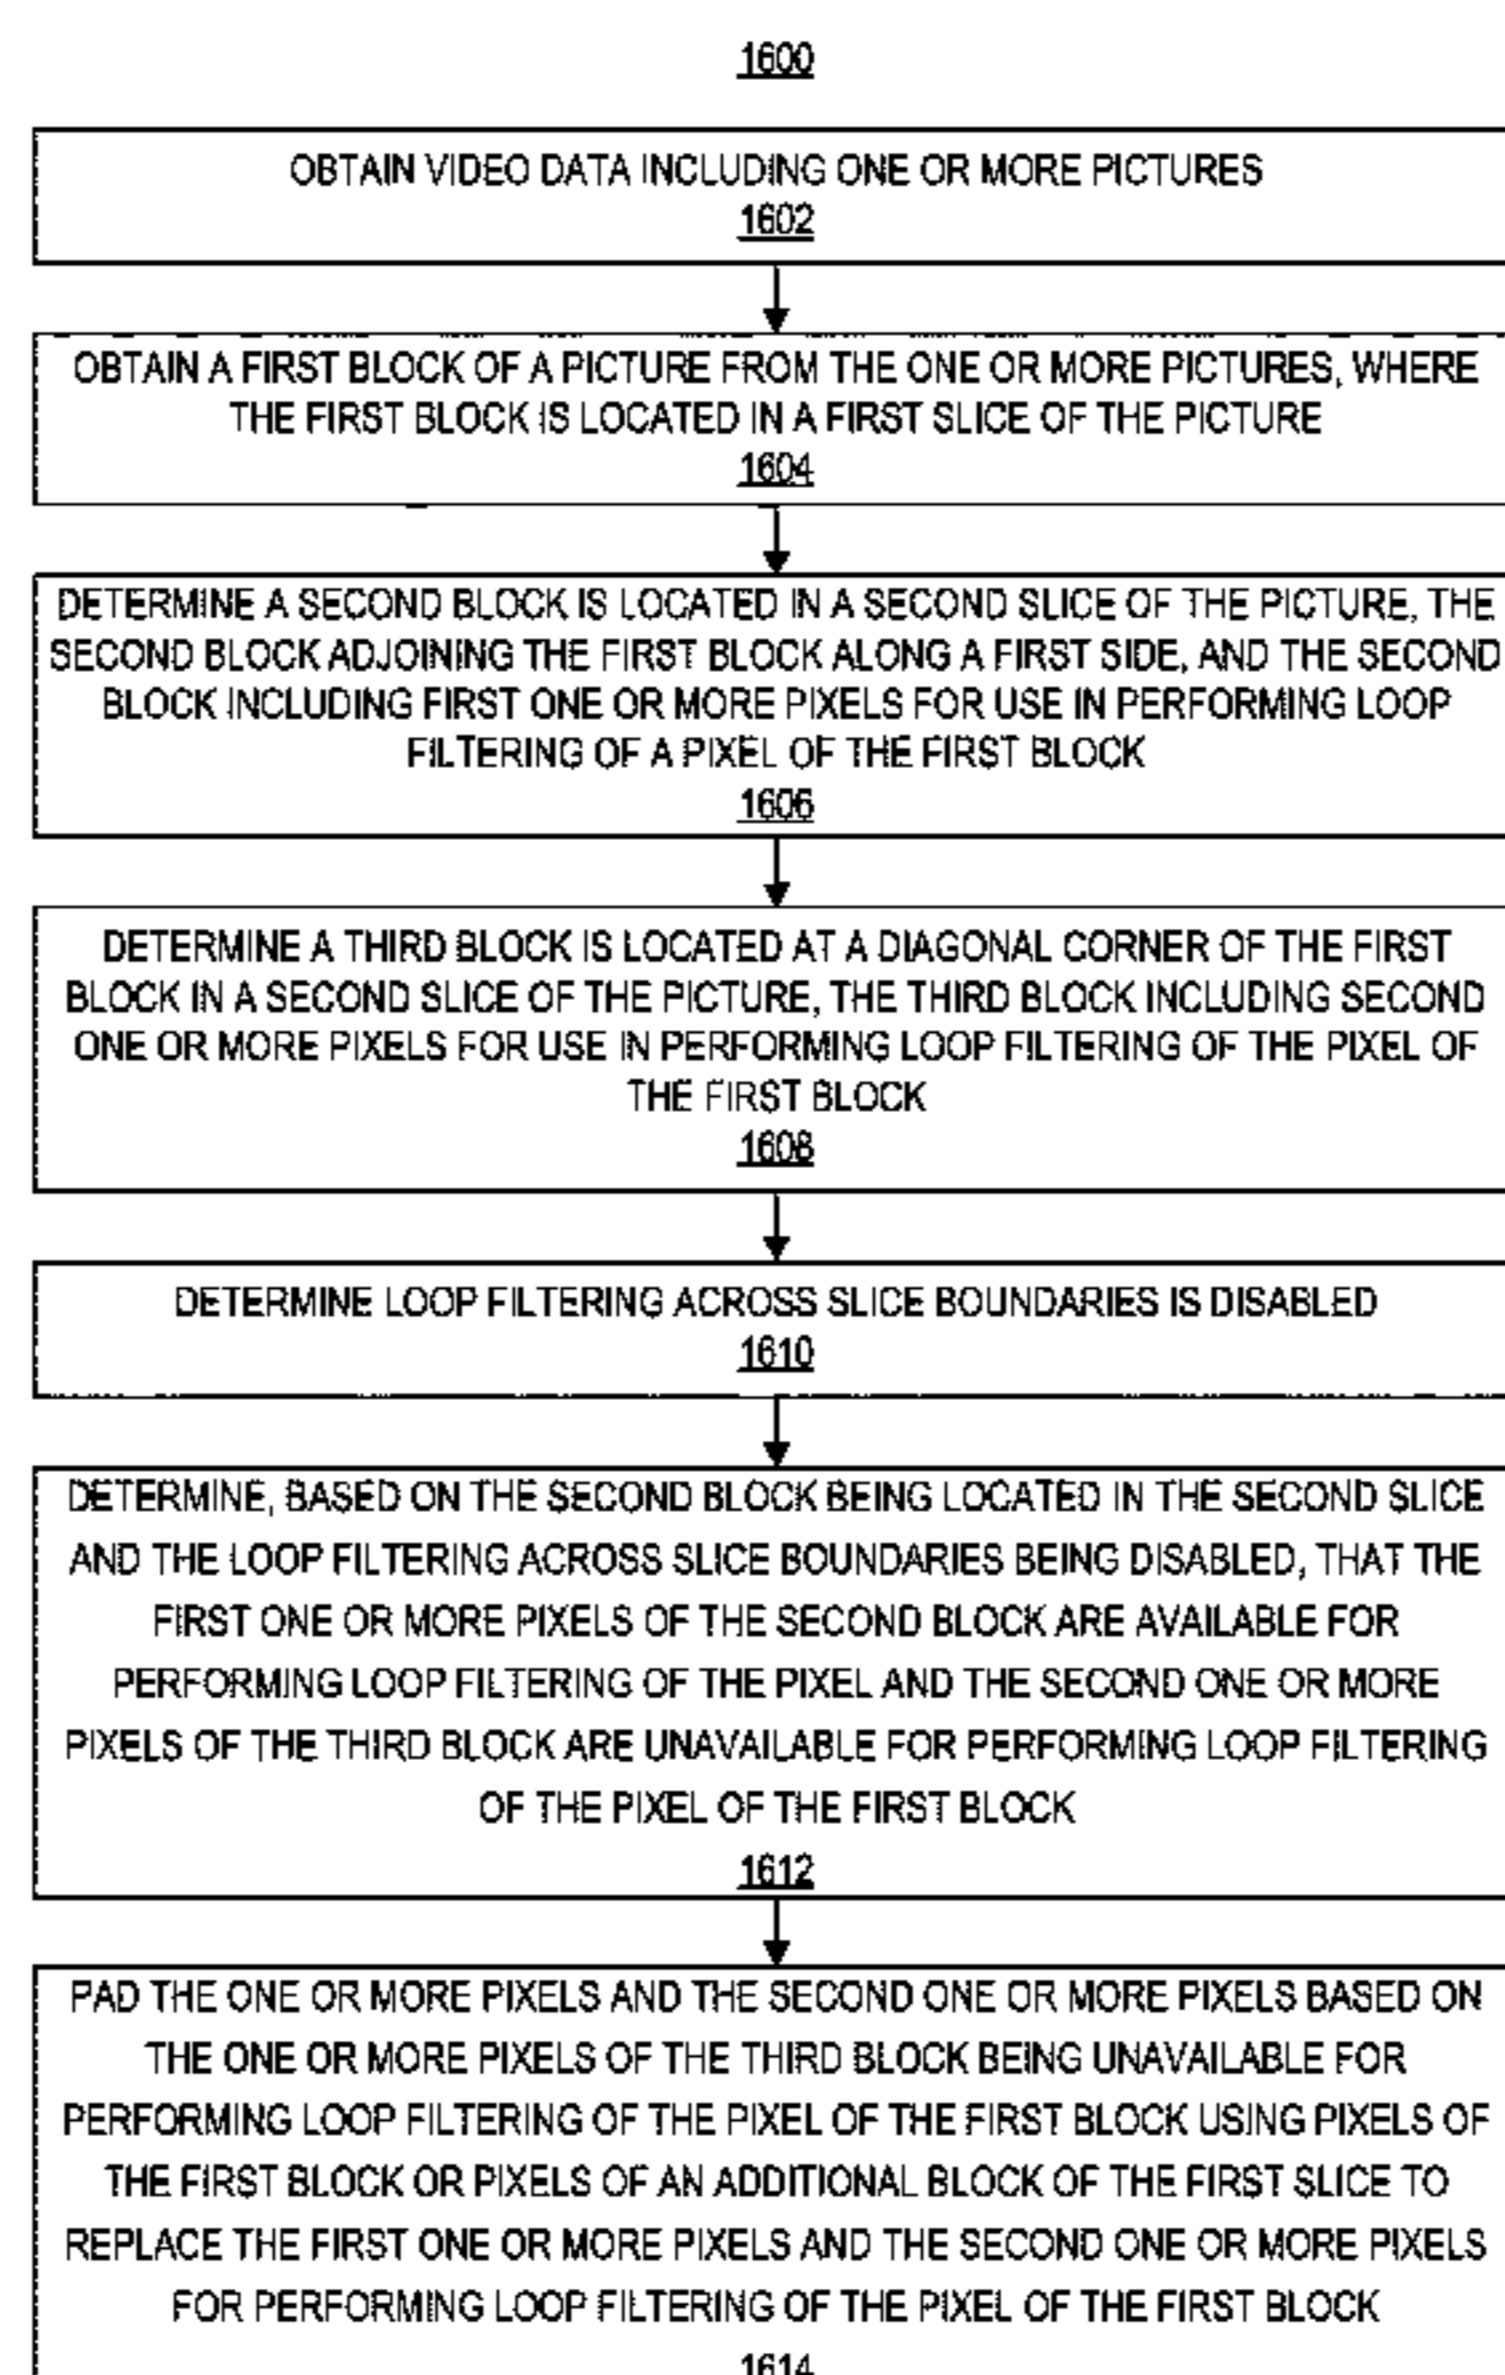 1600
OBTAIN VIDEO DATA INCLUDING ONE OR MORE PICTURES
1602
OBTAIN A FIRST BLOCK OF A PICTURE FROM THE ONE OR MORE PICTURES, WHERE
THE FIRST BLOCK IS LOCATED IN A FIRST SLICE OF THE PICTURE
1604
DETERMINE A SECOND BLOCK IS LOCATED IN A SECOND SLICE OF THE PICTURE, THE
SECOND BLOCK ADJOINING THE FIRST BLOCK ALONG A FIRST SIDE, AND THE SECOND
BLOCK INCLUDING FIRST ONE OR MORE PIXELS FOR USE IN PERFORMING LOOP
FILTERING OF A PIXEL OF THE FIRST BLOCK
1606
DETERMINE A THIRD BLOCK IS LOCATED AT A DIAGONAL CORNER OF THE FIRST
BLOCK IN A SECOND SLICE OF THE PICTURE, THE THIRD BLOCK INCLUDING SECOND
ONE OR MORE PIXELS FOR USE IN PERFORMING LOOP FILTERING OF THE PIXEL OF
THE FIRST BLOCK
1608
DETERMINE LOOP FILTERING ACROSS SLICE BOUNDARIES IS DISABLED
1610
DETERMINE, BASED ON THE SECOND BLOCK BEING LOCATED IN THE SECOND SLICE
AND THE LOOP FILTERING ACROSS SLICE BOUNDARIES BEING DISABLED, THAT THE
FIRST ONE OR MORE PIXELS OF THE SECOND BLOCK ARE AVAILABLE FOR
PERFORMING LOOP FILTERING OF THE PIXEL AND THE SECOND ONE OR MORE
PIXELS OF THE THIRD BLOCK ARE UNAVAILABLE FOR PERFORMING LOOP FILTERING
OF THE PIXEL OF THE FIRST BLOCK
1612
PAD THE ONE OR MORE PIXELS AND THE SECOND ONE OR MORE PIXELS BASED ON
THE ONE OR MORE PIXELS OF THE THIRD BLOCK BEING UNAVAILABLE FOR
PERFORMING LOOP FILTERING OF THE PIXEL OF THE FIRST BLOCK USING PIXELS OF
THE FIRST BLOCK OR PIXELS OF AN ADDITIONAL BLOCK OF THE FIRST SLICE TO
REPLACE THE FIRST ONE OR MORE PIXELS AND THE SECOND ONE OR MORE PIXELS
FOR PERFORMING LOOP FILTERING OF THE PIXEL OF THE FIRST BLOCK
1614